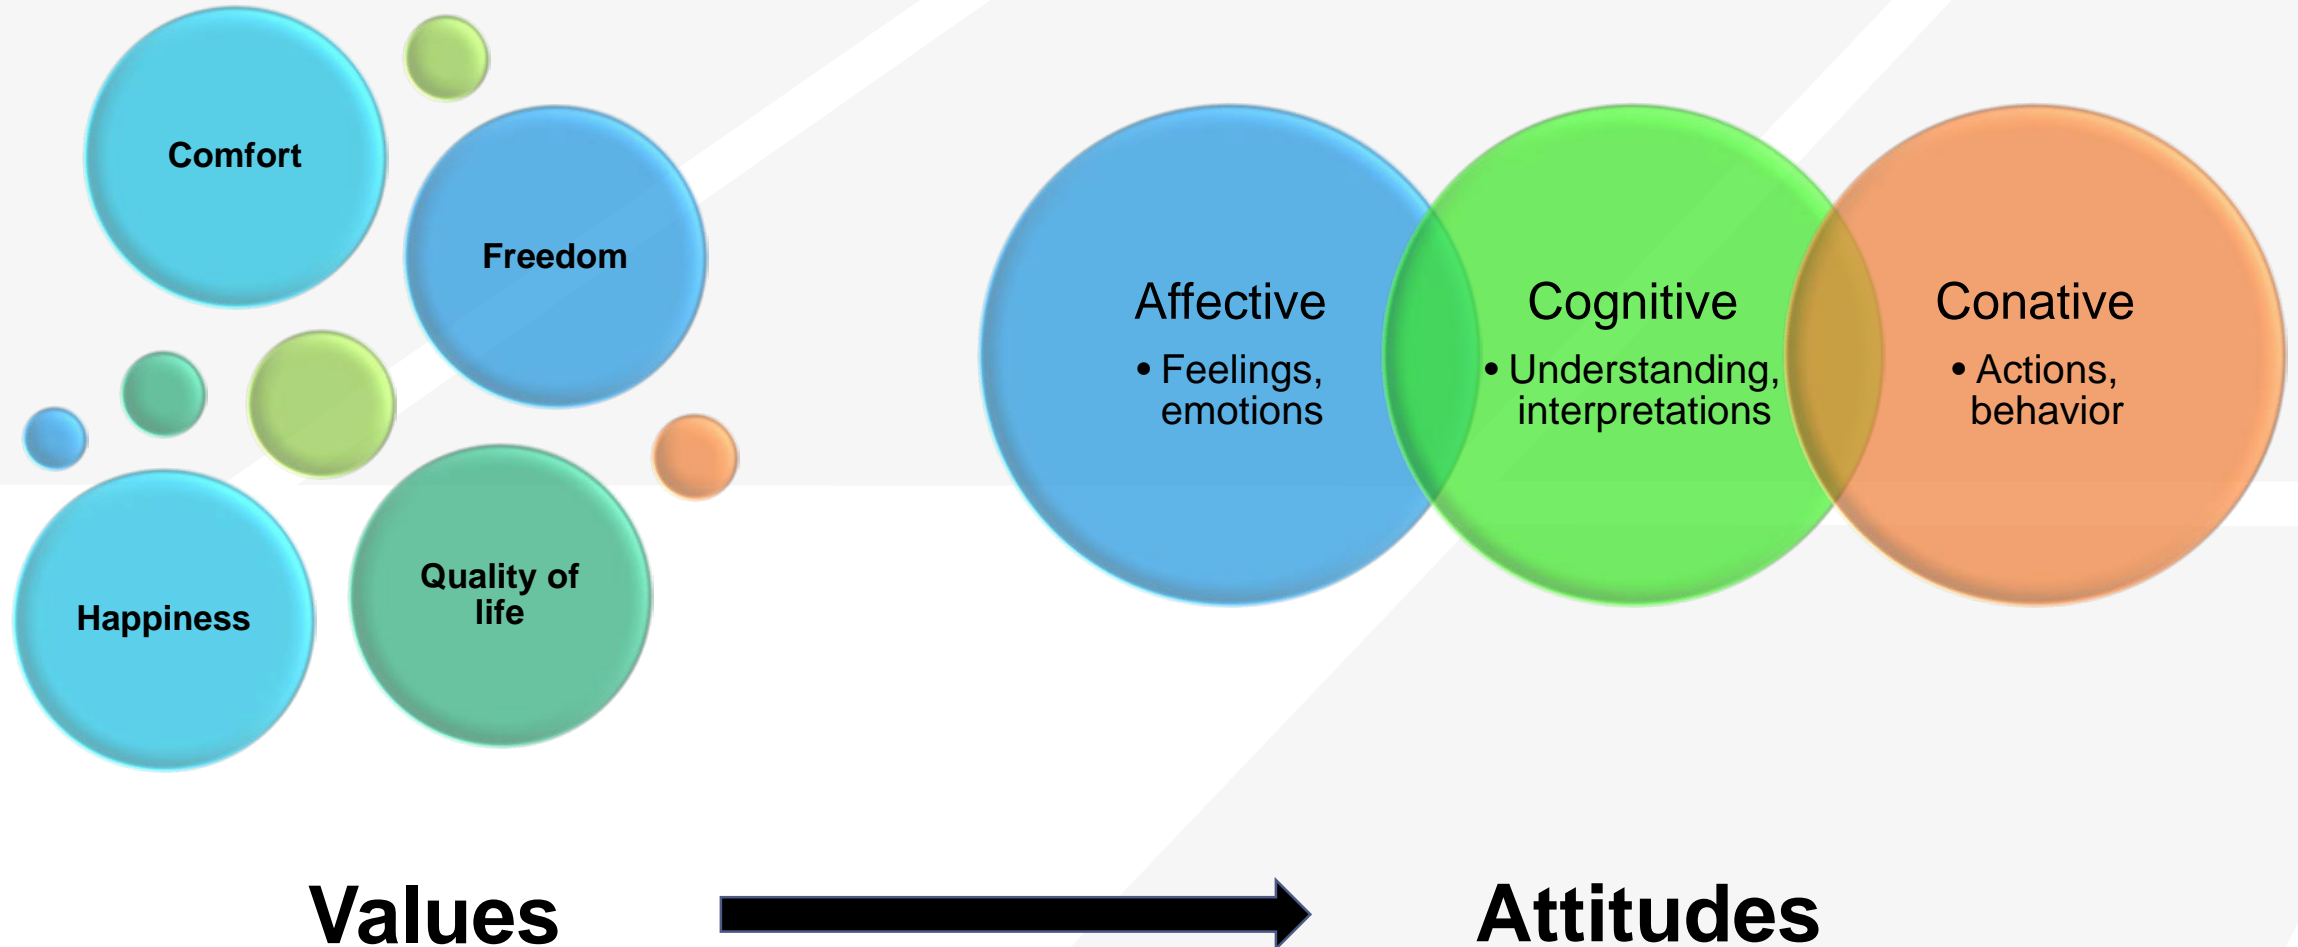 Comfort
Freedom
Happiness
Quality of
life
Affective
• Feelings,
emotions
Cognitive
• Understanding,
interpretations
Conative
• Actions,
behavior
Values
Attitudes